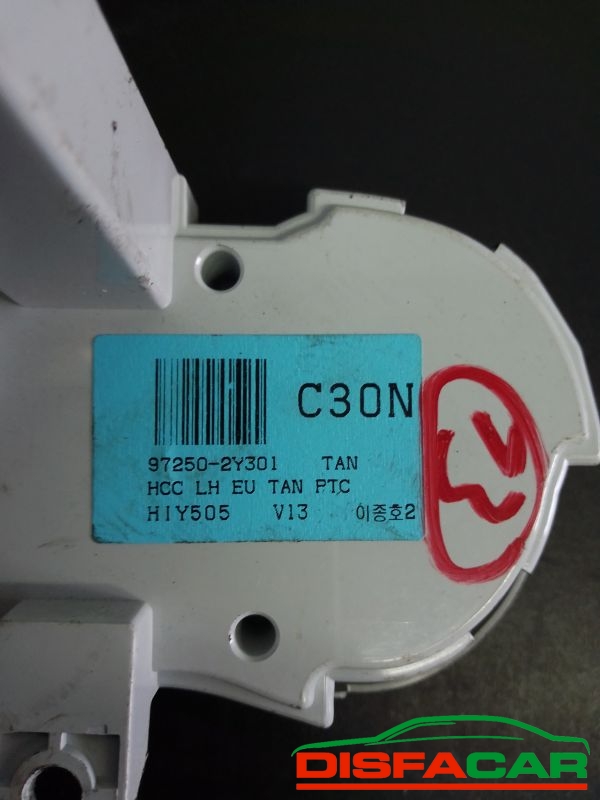 C30N
97250-2Y301 TAN
HCC LH EU TAN PTC
HIY505 V13 이종호2
DISFACAR